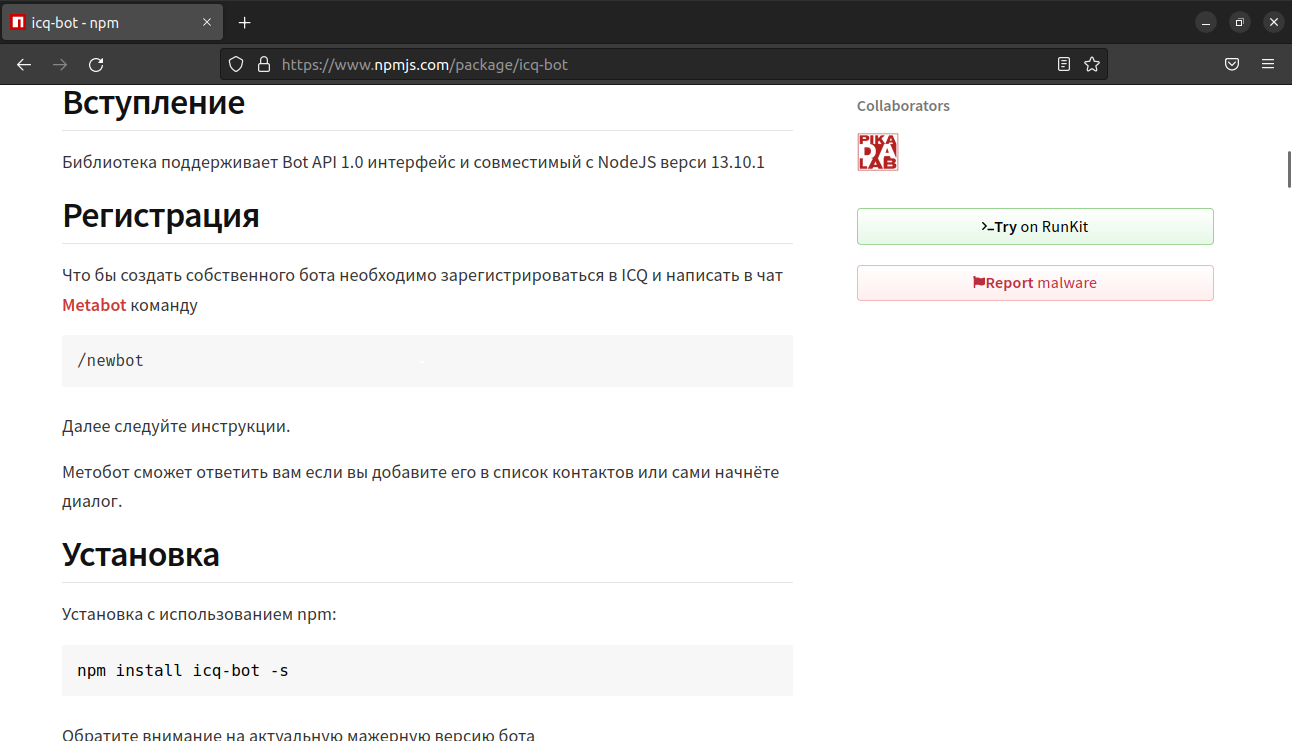 icq-bot - npm
https://www.npmjs.com/package/icq-bot
Вступление
Библиотека поддерживает Bot API 1.0 интерфейс и совместимый с NodeJS верси 13.10.1
Регистрация
Что бы создать собственного бота необходимо зарегистрироваться в ICQ и написать в чат
Metabot команду
/newbot
Далее следуйте инструкции.
Метобот сможет ответить вам если вы добавите его в список контактов или сами начнёте
диалог.
Установка
Установка с использованием npm:
npm install icq-bot -s
Обратите внимание на актуальную мажерную версию бота
Collaborators
PIKA
DA
LAB
Try on RunKit
Report malware